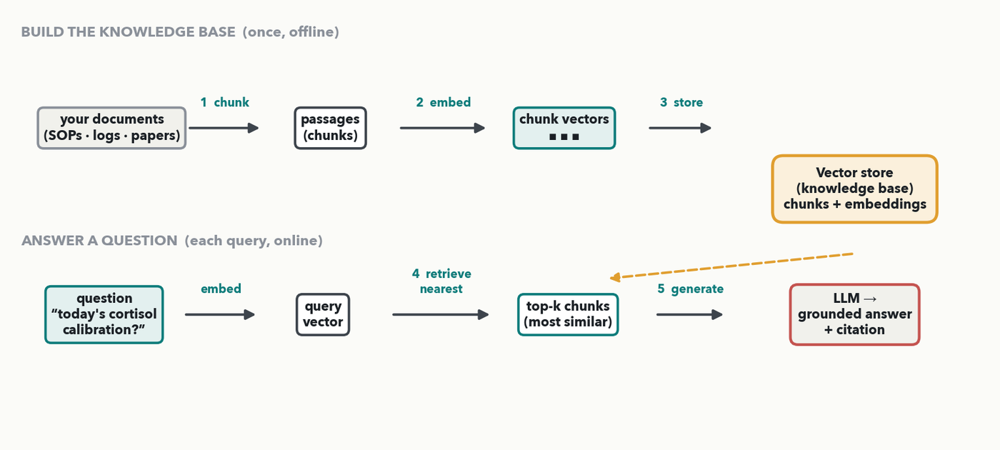 BUILD THE KNOWLEDGE BASE (once, offline)
1 chunk
2 embed
3 store
your documents
(SOPs · logs · papers)
passages
(chunks)
chunk vectors
▪ ▪ ▪
Vector store
(knowledge base)
chunks + embeddings
ANSWER A QUESTION (each query, online)
embed
4 retrieve
nearest
5 generate
question
“today's cortisol
calibration?”
query
vector
top-k chunks
(most similar)
LLM →
grounded answer
+ citation